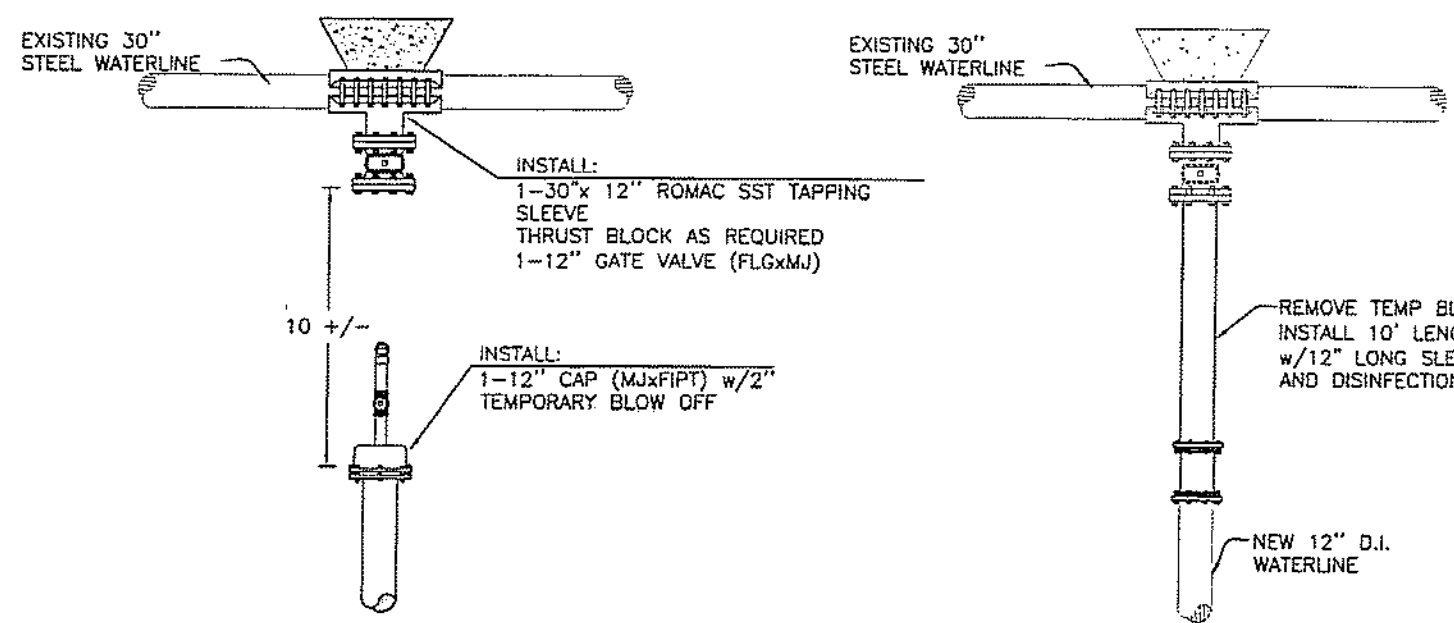 EXISTING 30"
STEEL WATERLINE
INSTALL:
1-30"x 12" ROMAC SST TAPPING
SLEEVE
THRUST BLOCK AS REQUIRED
1-12" GATE VALVE (FLGxMJ)
10 +/-
INSTALL:
1-12" CAP (MJxFIPT) w/2"
TEMPORARY BLOW OFF
EXISTING 30"
STEEL WATERLINE
REMOVE TEMP
INSTALL 10'
w/12" LONG
AND DISINFECTION
NEW 12" D.I.
WATERLINE